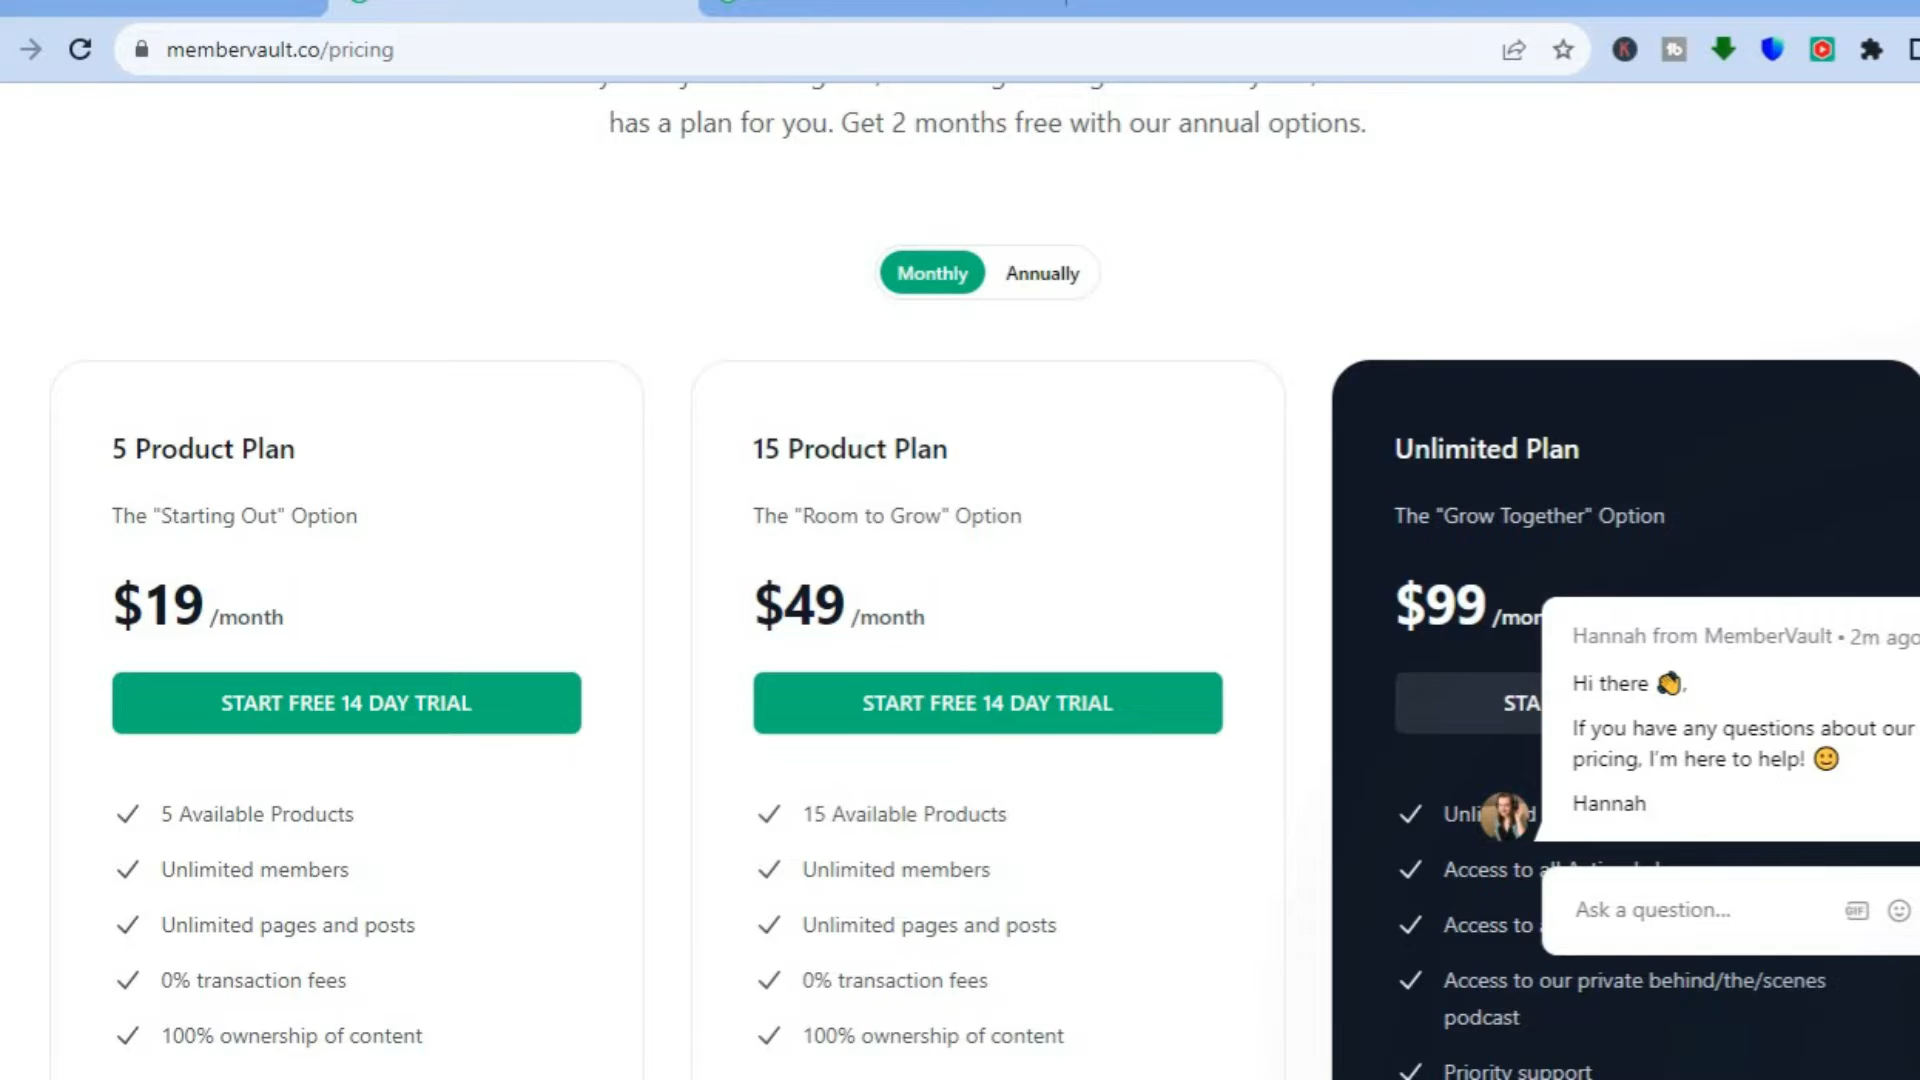 membervault.co/pricing
has a plan for you. Get 2 months free with our annual options.
Monthly Annually
5 Product Plan
The "Starting Out" Option
$19 /month
START FREE 14 DAY TRIAL
5 Available Products
Unlimited members
Unlimited pages and posts
0% transaction fees
100% ownership of content
15 Product Plan
The "Room to Grow" Option
$49 /month
START FREE 14 DAY TRIAL
15 Available Products
Unlimited members
Unlimited pages and posts
0% transaction fees
100% ownership of content
Unlimited Plan
The "Grow Together" Option
$99
Access to
Access to
Access to our private behind/the/scenes
podcast
Priority support
Hannah from MemberVault • 2m ago
Hi there 👋,
If you have any questions about our
pricing, I'm here to help! 🙂
Hannah
Ask a question...
GIF